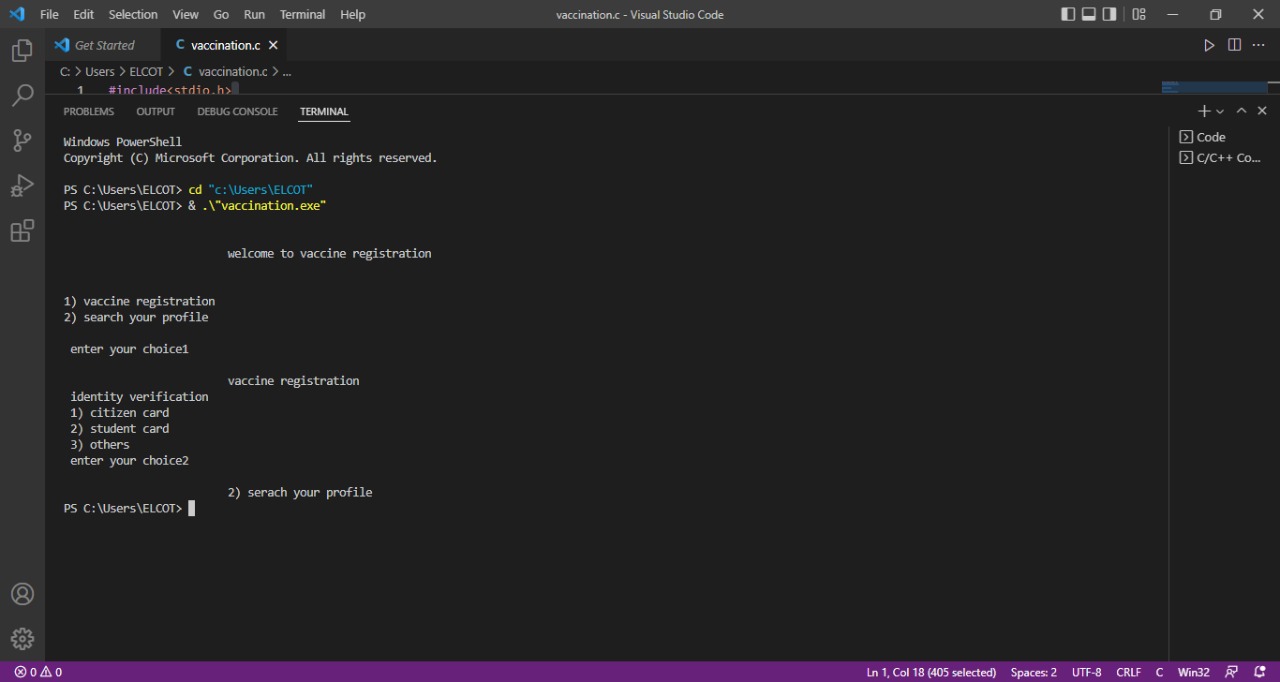 File Edit Selection View Go Run Terminal Help vaccination.c - Visual Studio Code
Get Started C vaccination.c
C: > Users > ELCOT > C vaccination.c > ...
1 #include<stdio.h>
PROBLEMS OUTPUT DEBUG CONSOLE TERMINAL
Code
C/C++ Co...
Windows PowerShell
Copyright (C) Microsoft Corporation. All rights reserved.
PS C:\Users\ELCOT> cd "c:\Users\ELCOT"
PS C:\Users\ELCOT> & .\"vaccination.exe"
welcome to vaccine registration
1) vaccine registration
2) search your profile
enter your choice1
vaccine registration
identity verification
1) citizen card
2) student card
3) others
enter your choice2
2) serach your profile
PS C:\Users\ELCOT>
0 0 Ln 1, Col 18 (405 selected) Spaces: 2 UTF-8 CRLF C Win32